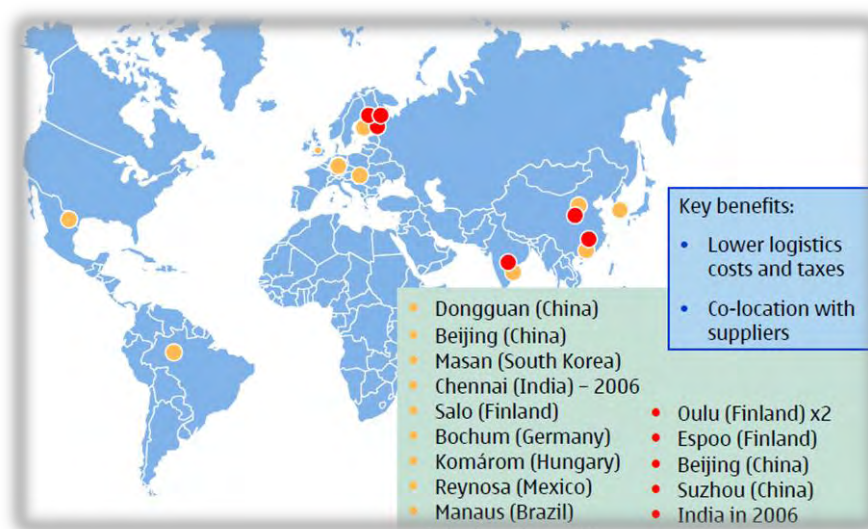 Key benefits:
• Lower logistics
costs and taxes
• Co-location with
suppliers
• Dongguan (China)
• Beijing (China)
• Masan (South Korea)
• Chennai (India) – 2006
• Salo (Finland)
• Bochum (Germany)
• Komárom (Hungary)
• Reynosa (Mexico)
• Manaus (Brazil)
• Oulu (Finland) x2
• Espoo (Finland)
• Beijing (China)
• Suzhou (China)
• India in 2006